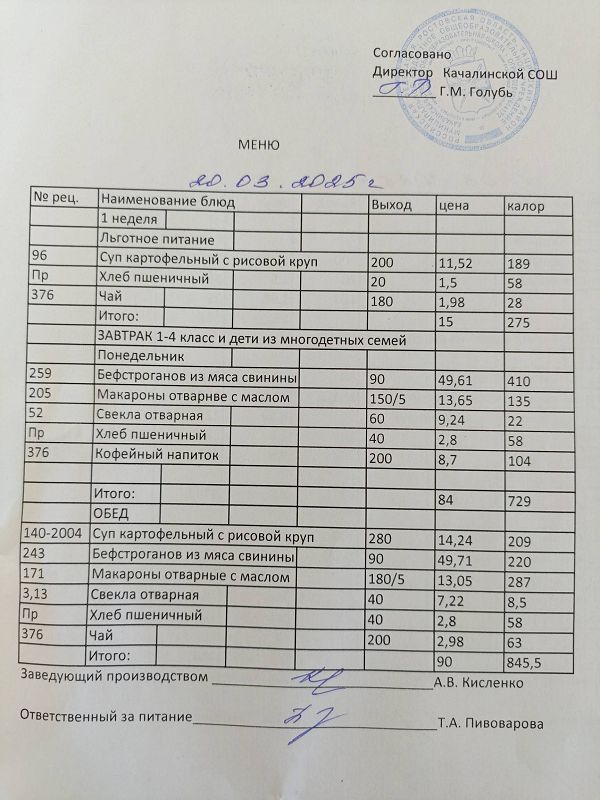 Согласовано
Директор Качалинской СОШ
Г.М. Голубь
МЕНЮ
20.03.2025г
№ рец. Наименование блюд Выход цена калор
1 неделя
Льготное питание
96 Суп картофельный с рисовой круп 200 11,52 189
Пр Хлеб пшеничный 20 1,5 58
376 Чай 180 1,98 28
Итого: 15 275
ЗАВТРАК 1-4 класс и дети из многодетных семей
Понедельник
259 Бефстроганов из мяса свинины 90 49,61 410
205 Макароны отварнве с маслом 150/5 13,65 135
52 Свекла отварная 60 9,24 22
Пр Хлеб пшеничный 40 2,8 58
376 Кофейный напиток 200 8,7 104
Итого: 84 729
ОБЕД
140-2004 Суп картофельный с рисовой круп 280 14,24 209
243 Бефстроганов из мяса свинины 90 49,71 220
171 Макароны отварные с маслом 180/5 13,05 287
3,13 Свекла отварная 40 7,22 8,5
Пр Хлеб пшеничный 40 2,8 58
376 Чай 200 2,98 63
Итого: 90 845,5
Заведующий производством А.В. Кисленко
Ответственный за питание Т.А. Пивоварова